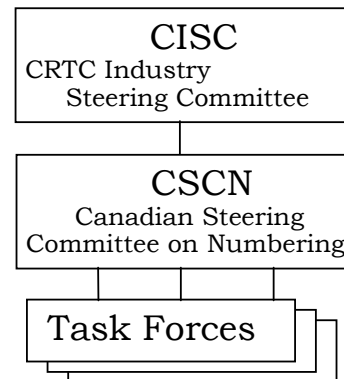 CISC
CRTC Industry
Steering Committee
CSCN
Canadian Steering
Committee on Numbering
Task Forces